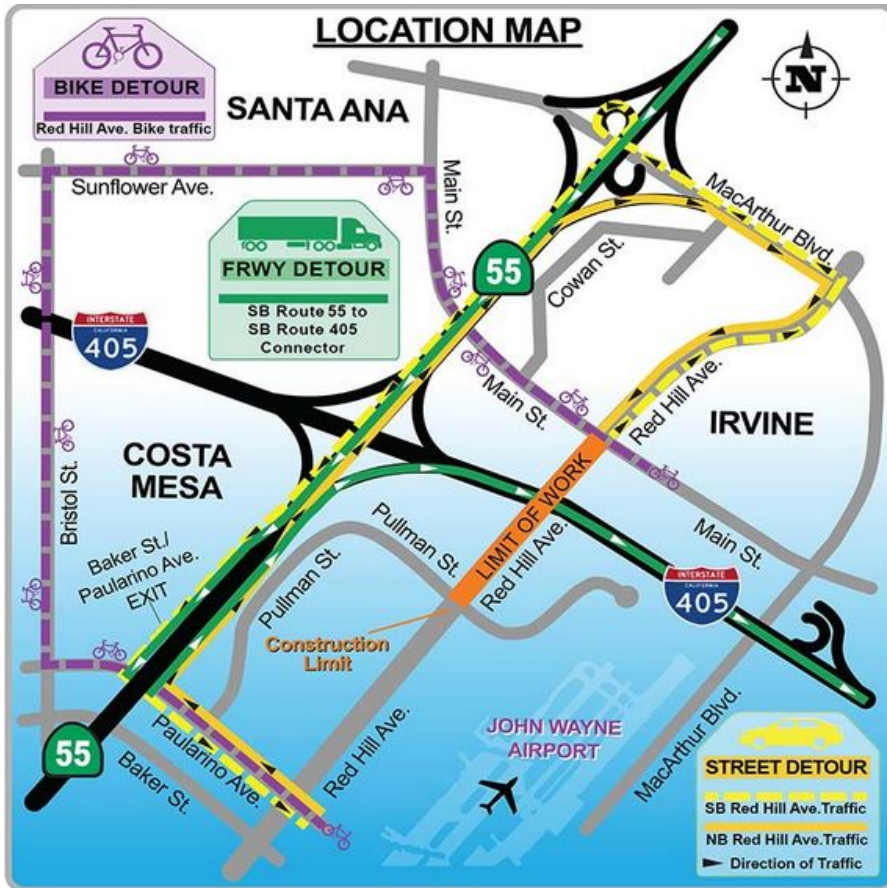 LOCATION MAP
BIKE DETOUR
Red Hill Ave. Bike traffic
SANTA ANA
N
Sunflower Ave.
Main St.
MacArthur Blvd.
FRWY DETOUR
SB Route 55 to
SB Route 405
Connector
55
Cowan St.
INTERSTATE
CALIFORNIA
405
Main St.
Red Hill Ave.
IRVINE
COSTA
MESA
Bristol St.
LIMIT OF WORK
Red Hill Ave.
Main St.
Baker St./
Paularino Ave.
EXIT
Pullman St.
Pullman St.
INTERSTATE
CALIFORNIA
405
Construction
Limit
55
Paularino Ave.
Baker St.
Red Hill Ave.
JOHN WAYNE
AIRPORT
MacArthur Blvd.
STREET DETOUR
SB Red Hill Ave.Traffic
NB Red Hill Ave.Traffic
Direction of Traffic